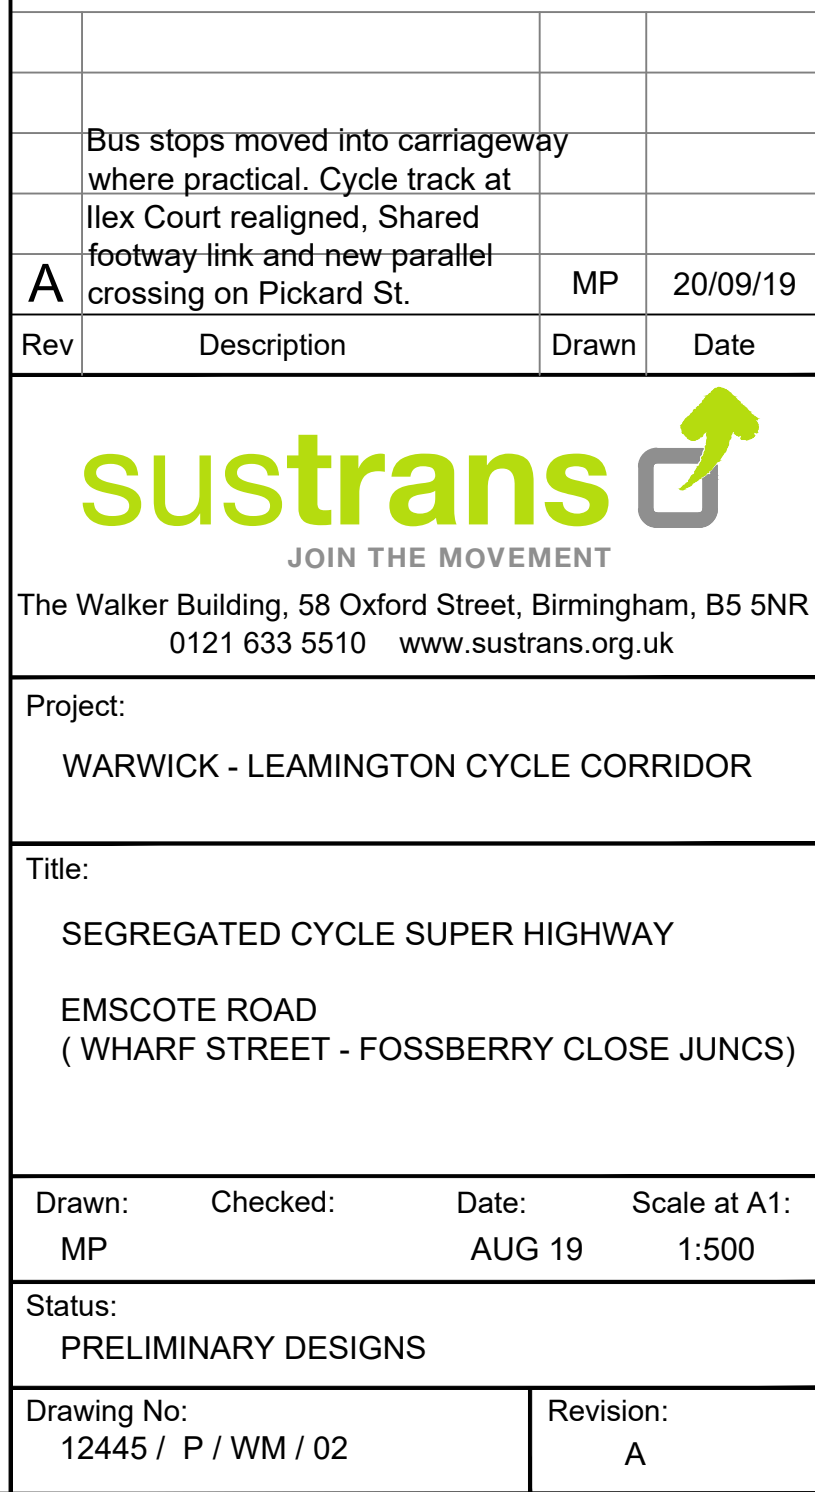 Bus stops moved into carriageway
where practical. Cycle track at
Ilex Court realigned, Shared
footway link and new parallel
A crossing on Pickard St. MP 20/09/19
Rev Description Drawn Date
sustrans
JOIN THE MOVEMENT
The Walker Building, 58 Oxford Street, Birmingham, B5 5NR
0121 633 5510 www.sustrans.org.uk
Project:
WARWICK - LEAMINGTON CYCLE CORRIDOR
Title:
SEGREGATED CYCLE SUPER HIGHWAY
EMSCOTE ROAD
( WHARF STREET - FOSSBERRY CLOSE JUNCS)
Drawn: Checked: Date: Scale at A1:
MP AUG 19 1:500
Status:
PRELIMINARY DESIGNS
Drawing No: Revision:
12445 / P / WM / 02 A